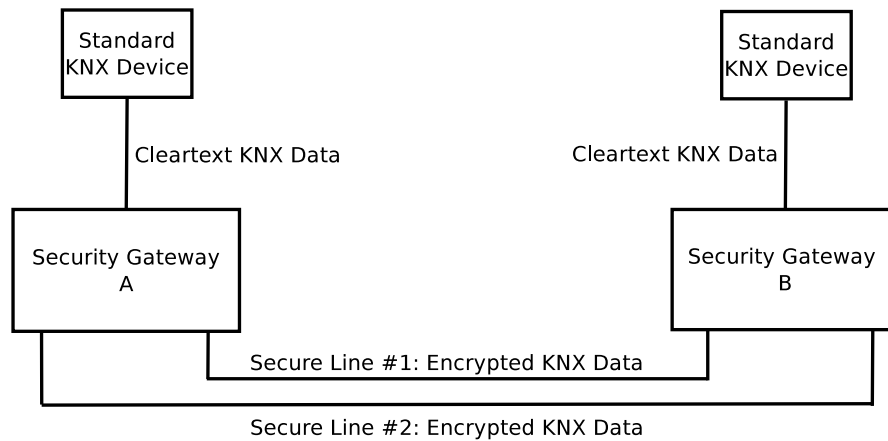 Standard
KNX Device
Standard
KNX Device
Cleartext KNX Data
Cleartext KNX Data
Security Gateway
A
Security Gateway
B
Secure Line #1: Encrypted KNX Data
Secure Line #2: Encrypted KNX Data